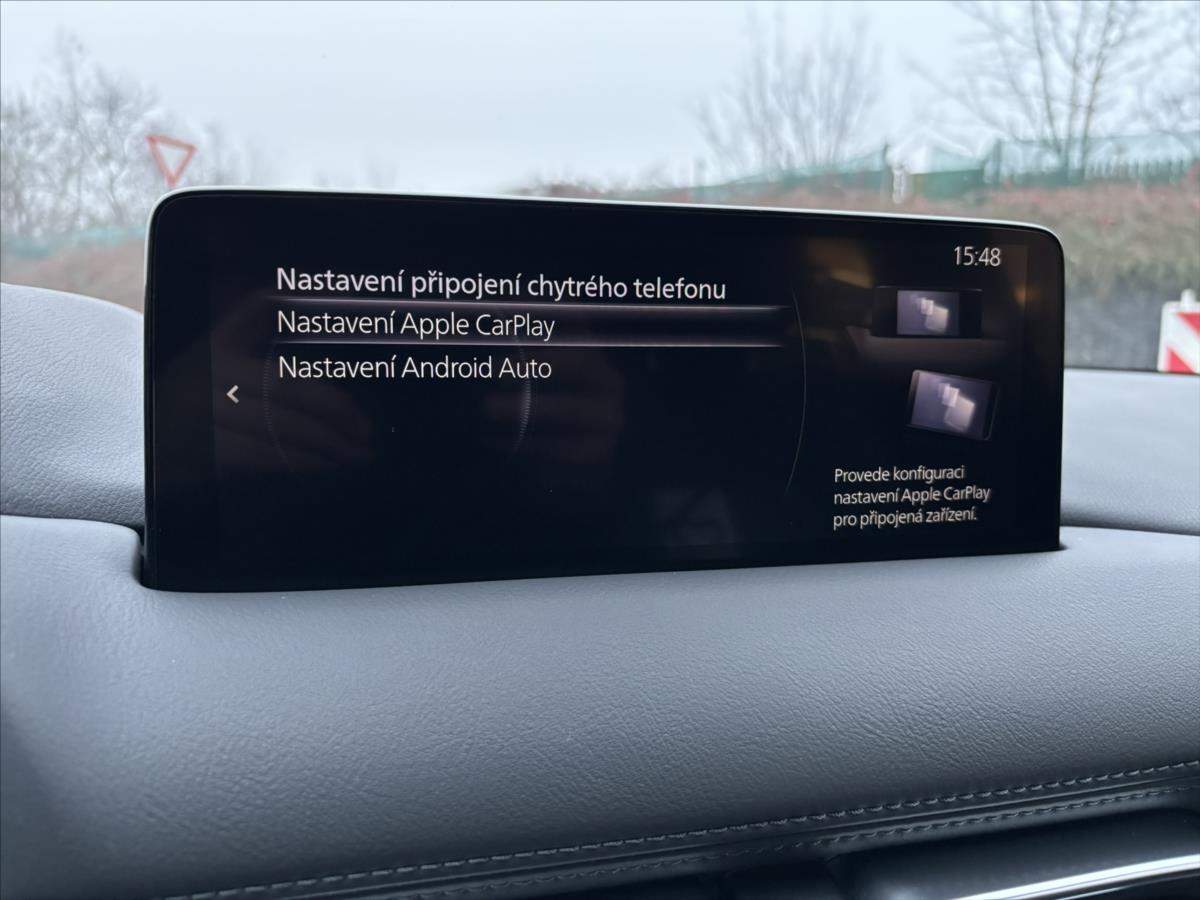 15:48
Nastavení připojení chytrého telefonu
Nastavení Apple CarPlay
Nastavení Android Auto
Provede konfiguraci
nastavení Apple CarPlay
pro připojená zařízení.